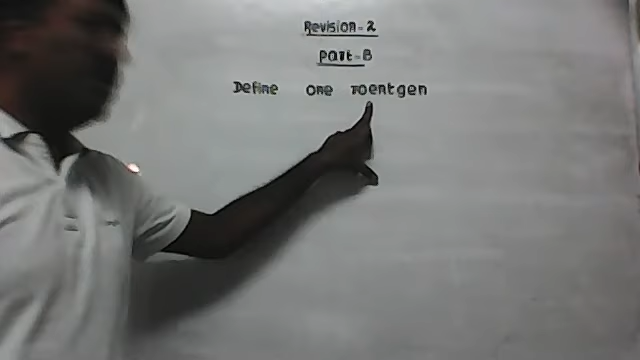 Revision-2
Part-B
Define one roentgen